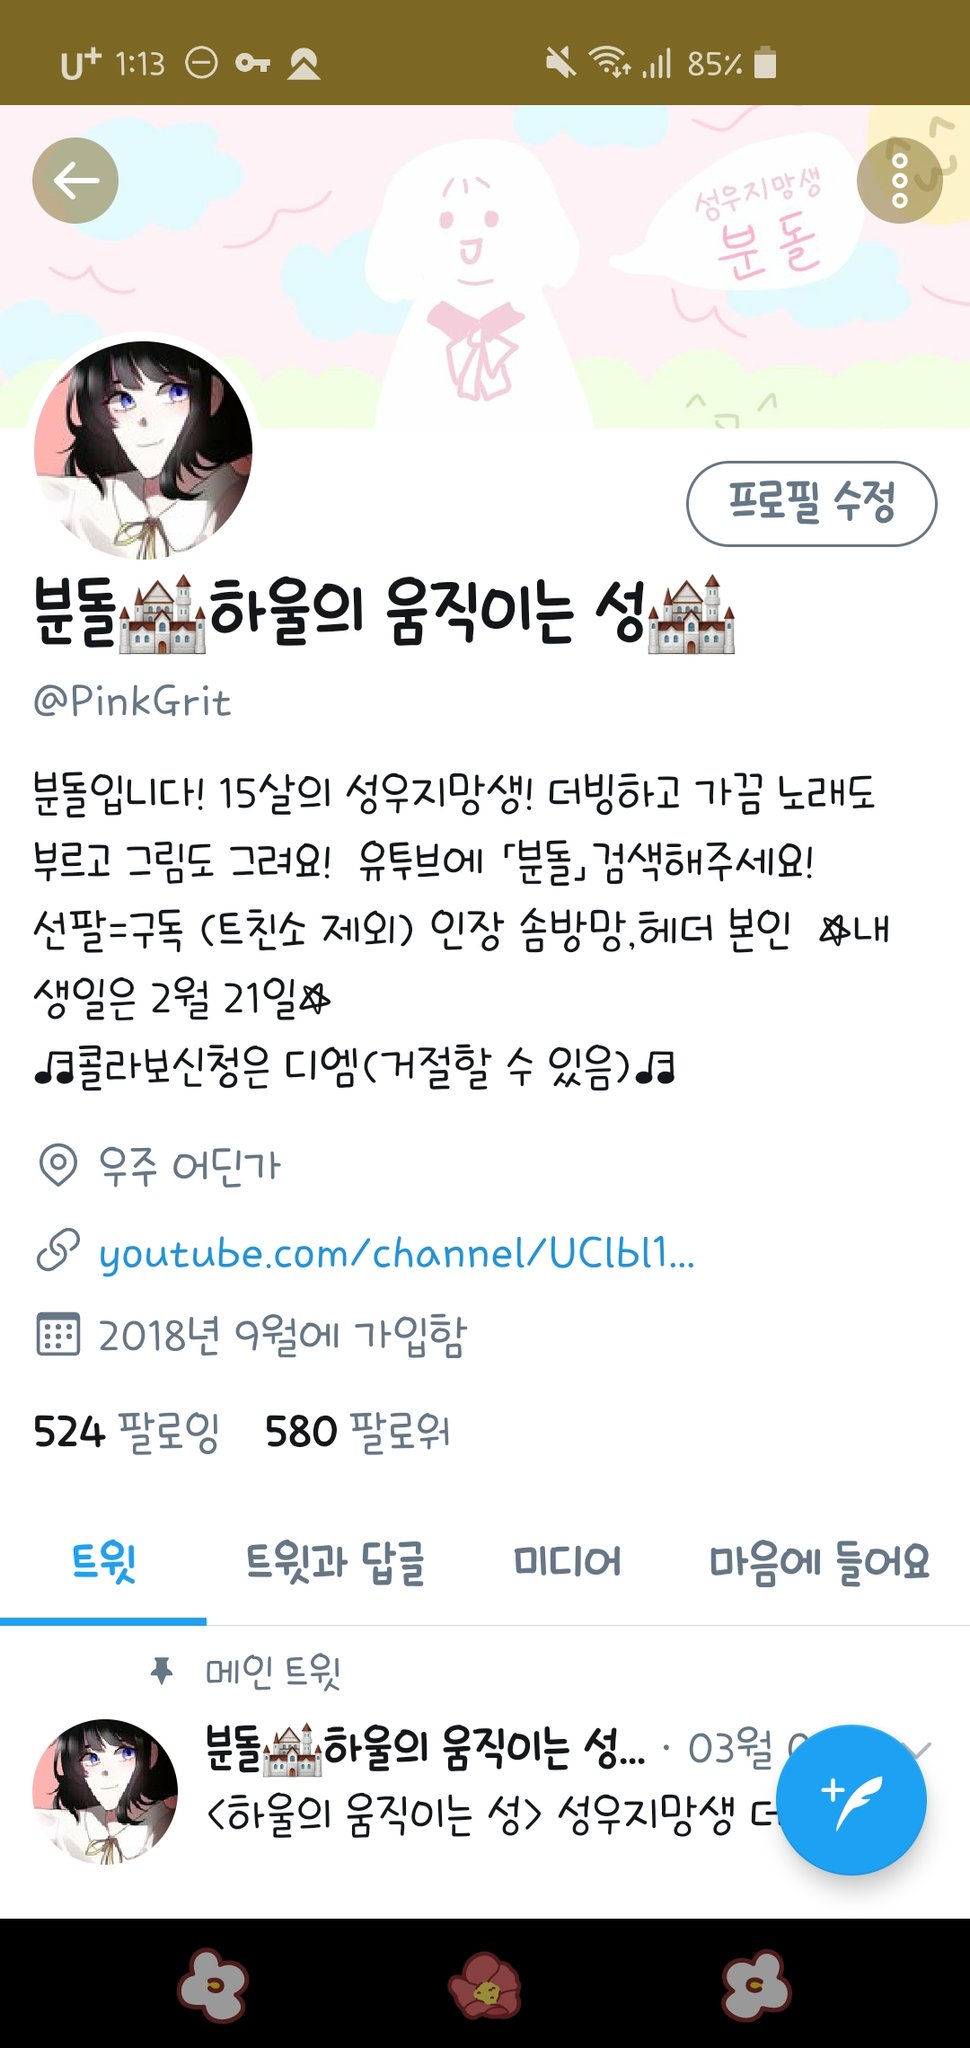 U+ 1:13 85%
성우지망생
분돌
프로필 수정
분돌🏰하울의 움직이는 성🏰
@PinkGrit
분돌입니다! 15살의 성우지망생! 더빙하고 가끔 노래도
부르고 그림도 그려요! 유튜브에 「분돌」검색해주세요!
선팔=구독 (트친소 제외) 인장 솜방망,헤더 본인 ✯내
생일은 2월 21일✯
♬콜라보신청은 디엠(거절할 수 있음)♬
우주 어딘가
youtube.com/channel/UClbl1...
2018년 9월에 가입함
524 팔로잉 580 팔로워
트윗 트윗과 답글 미디어 마음에 들어요
메인 트윗
분돌🏰하울의 움직이는 성... · 03월
<하울의 움직이는 성> 성우지망생